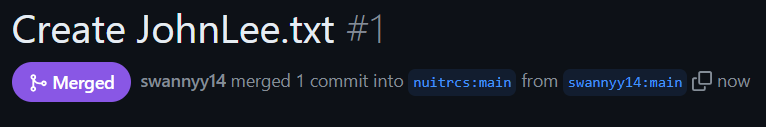 Create JohnLee.txt #1
Merged swannyy14 merged 1 commit into nuitrcs:main from swannyy14:main now